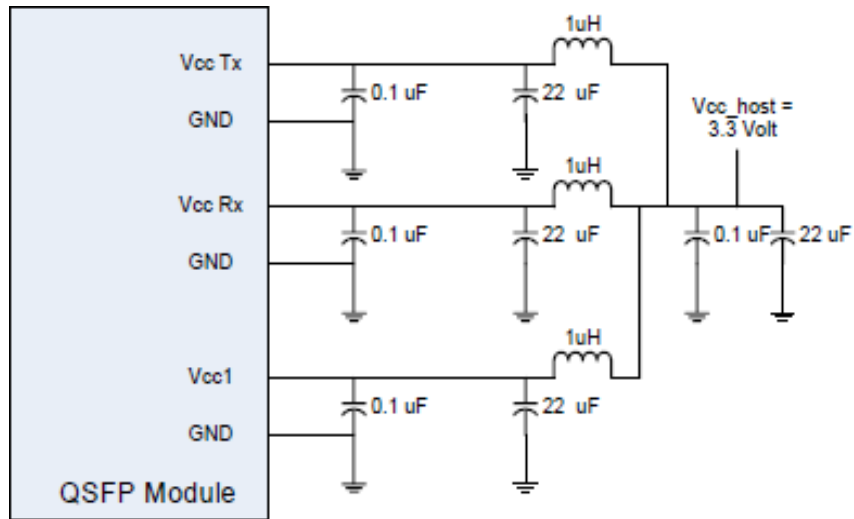 1uH
Vcc Tx
0.1 uF
22 uF
GND
Vcc_host =
3.3 Volt
1uH
Vcc Rx
0.1 uF
22 uF
0.1 uF
22 uF
GND
1uH
Vcc1
0.1 uF
22 uF
GND
QSFP Module